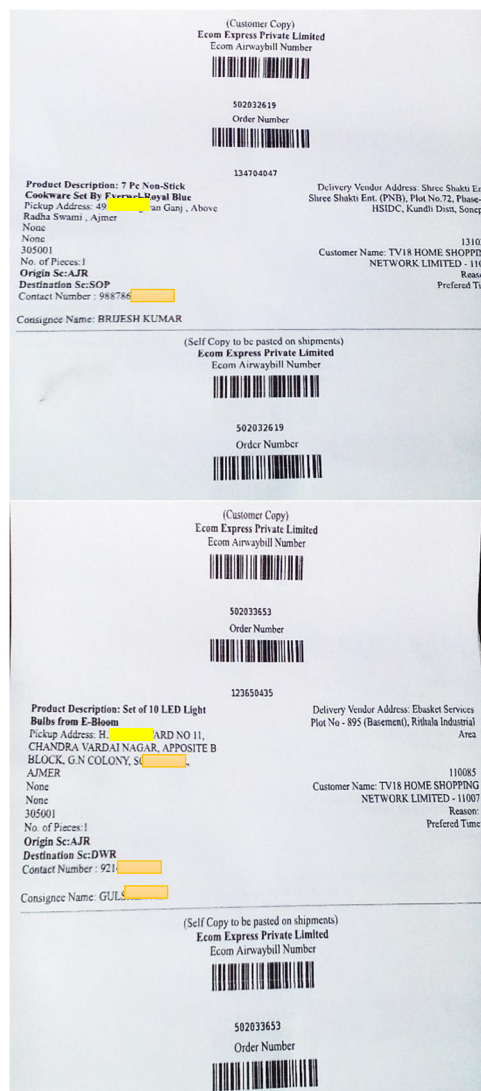 (Customer Copy)
Ecom Express Private Limited
Ecom Airwaybill Number
502032619
Order Number
134704047
Product Description: 7 Pc Non-Stick
Cookware Set By Everwel Royal Blue
Pickup Address: 49 an Ganj , Above
Radha Swami , Ajmer
None
None
305001
No. of Pieces:1
Origin Sc:AJR
Destination Sc:SOP
Contact Number : 988786
Delivery Vendor Address: Shree Shakti
Shree Shakti Ent. (PNB), Plot No.72, Phase-
HSIDC, Kundli Distt,
1310
Customer Name: TV18 HOME
NETWORK LIMITED - 110
Consignee Name: BRIJESH KUMAR
(Self Copy to be pasted on shipments)
Ecom Express Private Limited
Ecom Airwaybill Number
502032619
Order Number
(Customer Copy)
Ecom Express Private Limited
Ecom Airwaybill Number
502033653
Order Number
123650435
Product Description: Set of 10 LED Light
Bulbs from E-Bloom
Pickup Address: H. ARD NO 11,
CHANDRA VARDAI NAGAR, APPOSITE B
BLOCK, G.N COLONY,
AJMER
None
None
305001
No. of Pieces:1
Origin Sc:AJR
Destination Sc:DWR
Contact Number : 921
Delivery Vendor Address: Ebasket Services
Plot No - 895 (Basement), Rithala Industrial
Area
110085
Customer Name: TV18 HOME SHOPPING
NETWORK LIMITED - 11007
Reason:
Prefered Time
Consignee Name: GULS
(Self Copy to be pasted on shipments)
Ecom Express Private Limited
Ecom Airwaybill Number
502033653
Order Number